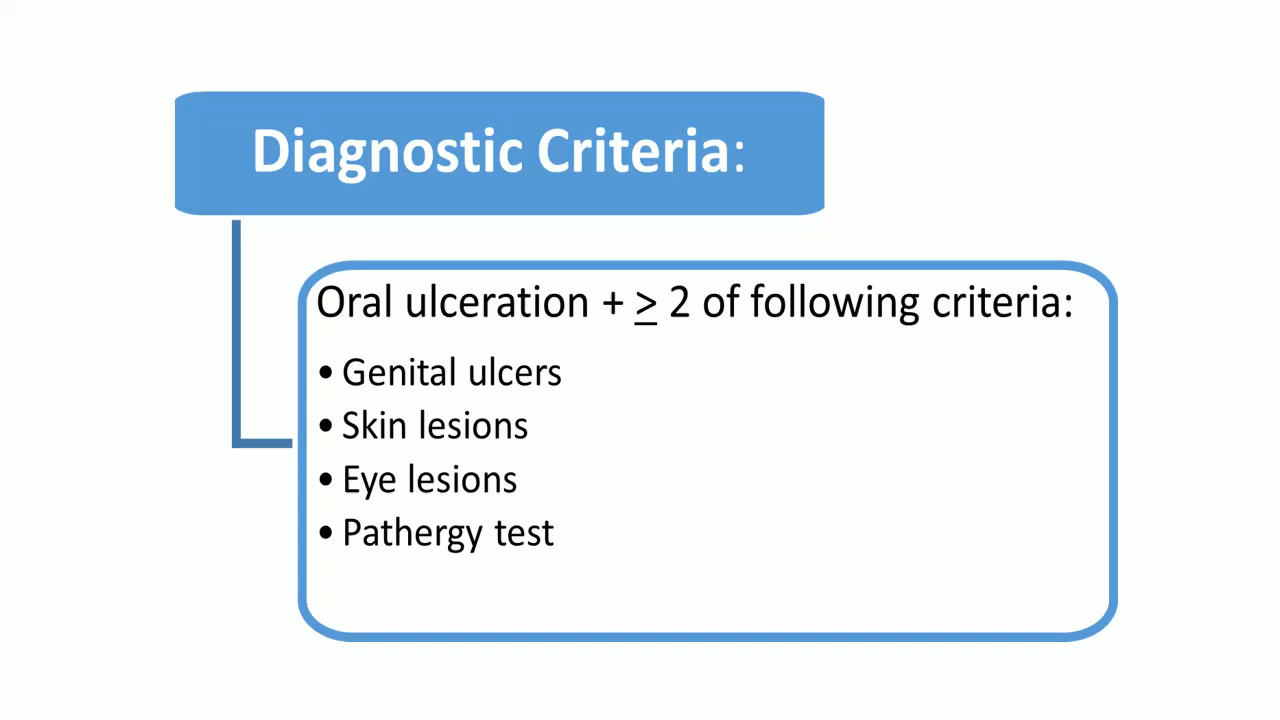 Diagnostic Criteria:
Oral ulceration + ≥ 2 of following criteria:
• Genital ulcers
• Skin lesions
• Eye lesions
• Pathergy test